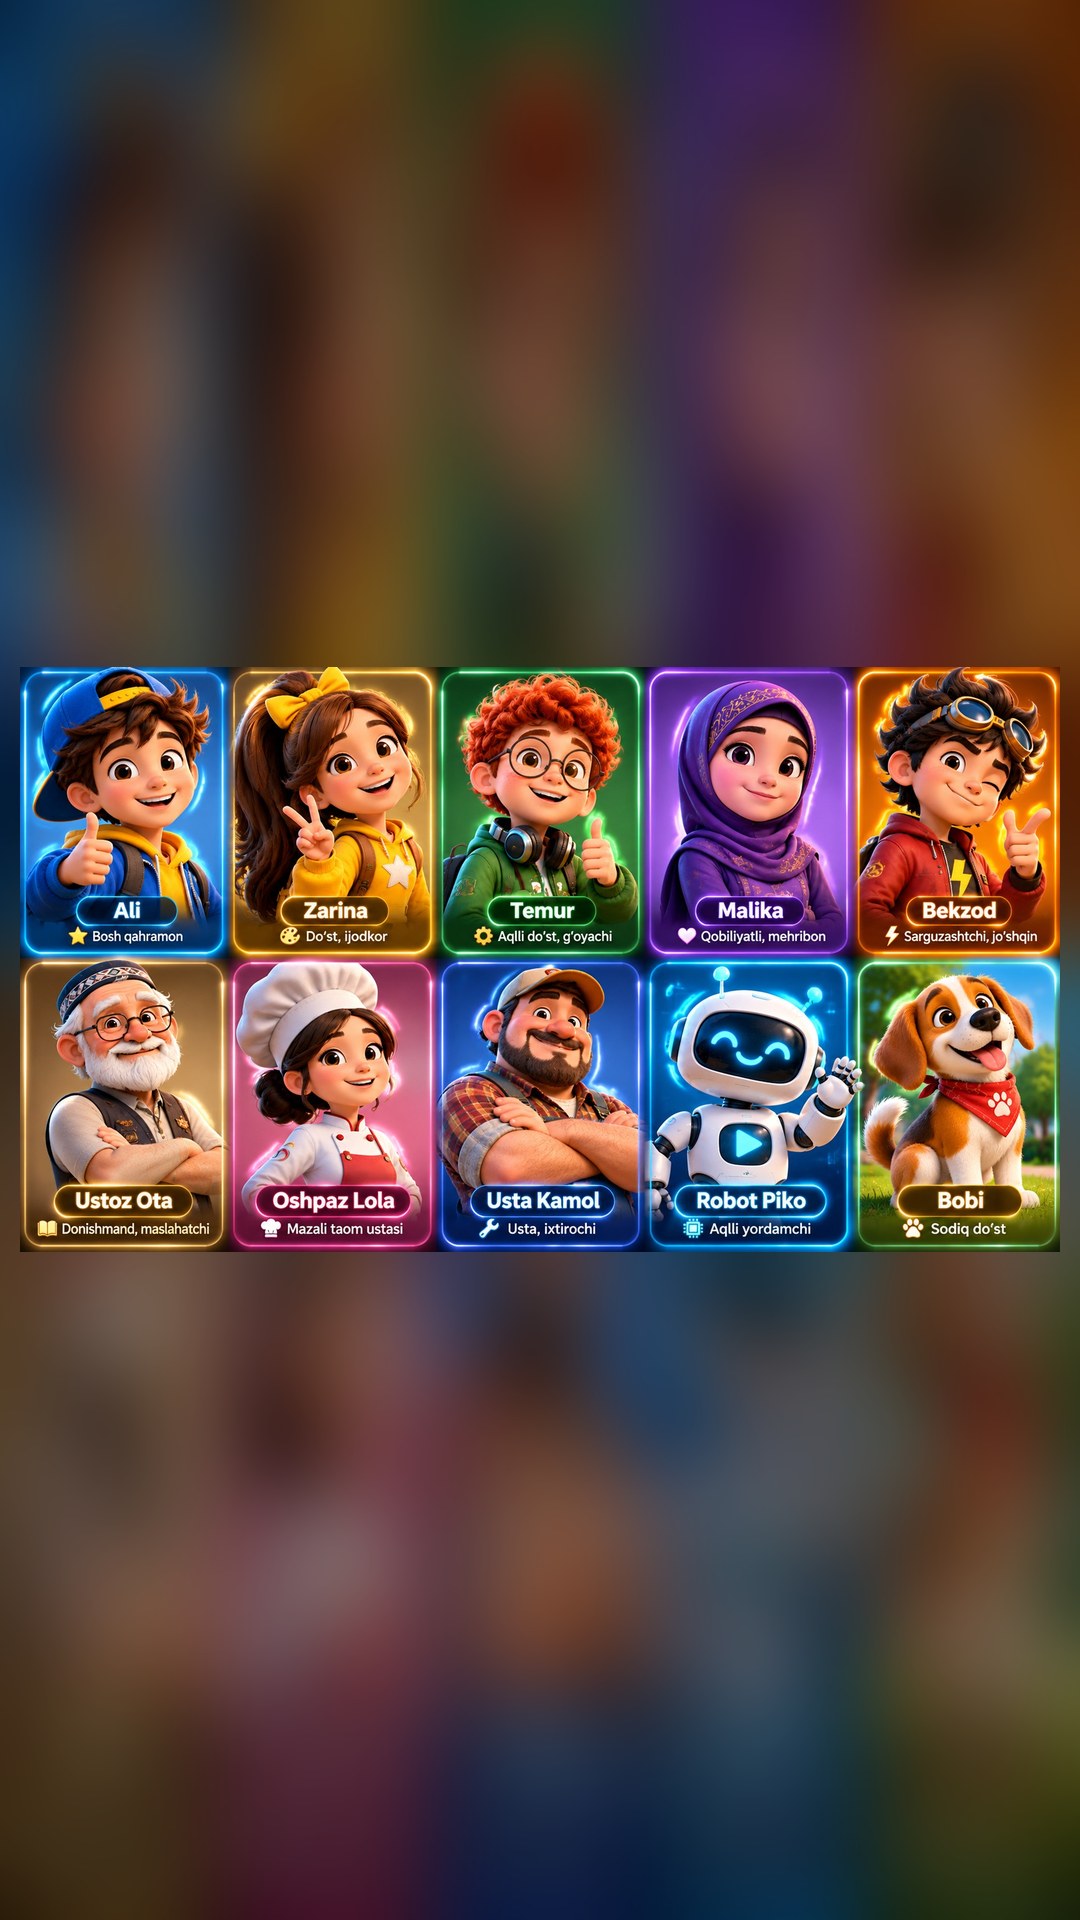 Ali
Bosh qahramon
Zarina
Do‘st, ijodkor
Temur
Aqlli do‘st, g‘oyachi
Malika
Qobiliyatli, mehribon
Bekzod
Sarguzashtchi, jo‘shqin
Ustoz Ota
Donishmand, maslahatchi
Oshpaz Lola
Mazali taom ustasi
Usta Kamol
Usta, ixtirochi
Robot Piko
Aqlli yordamchi
Bobi
Sodiq do‘st